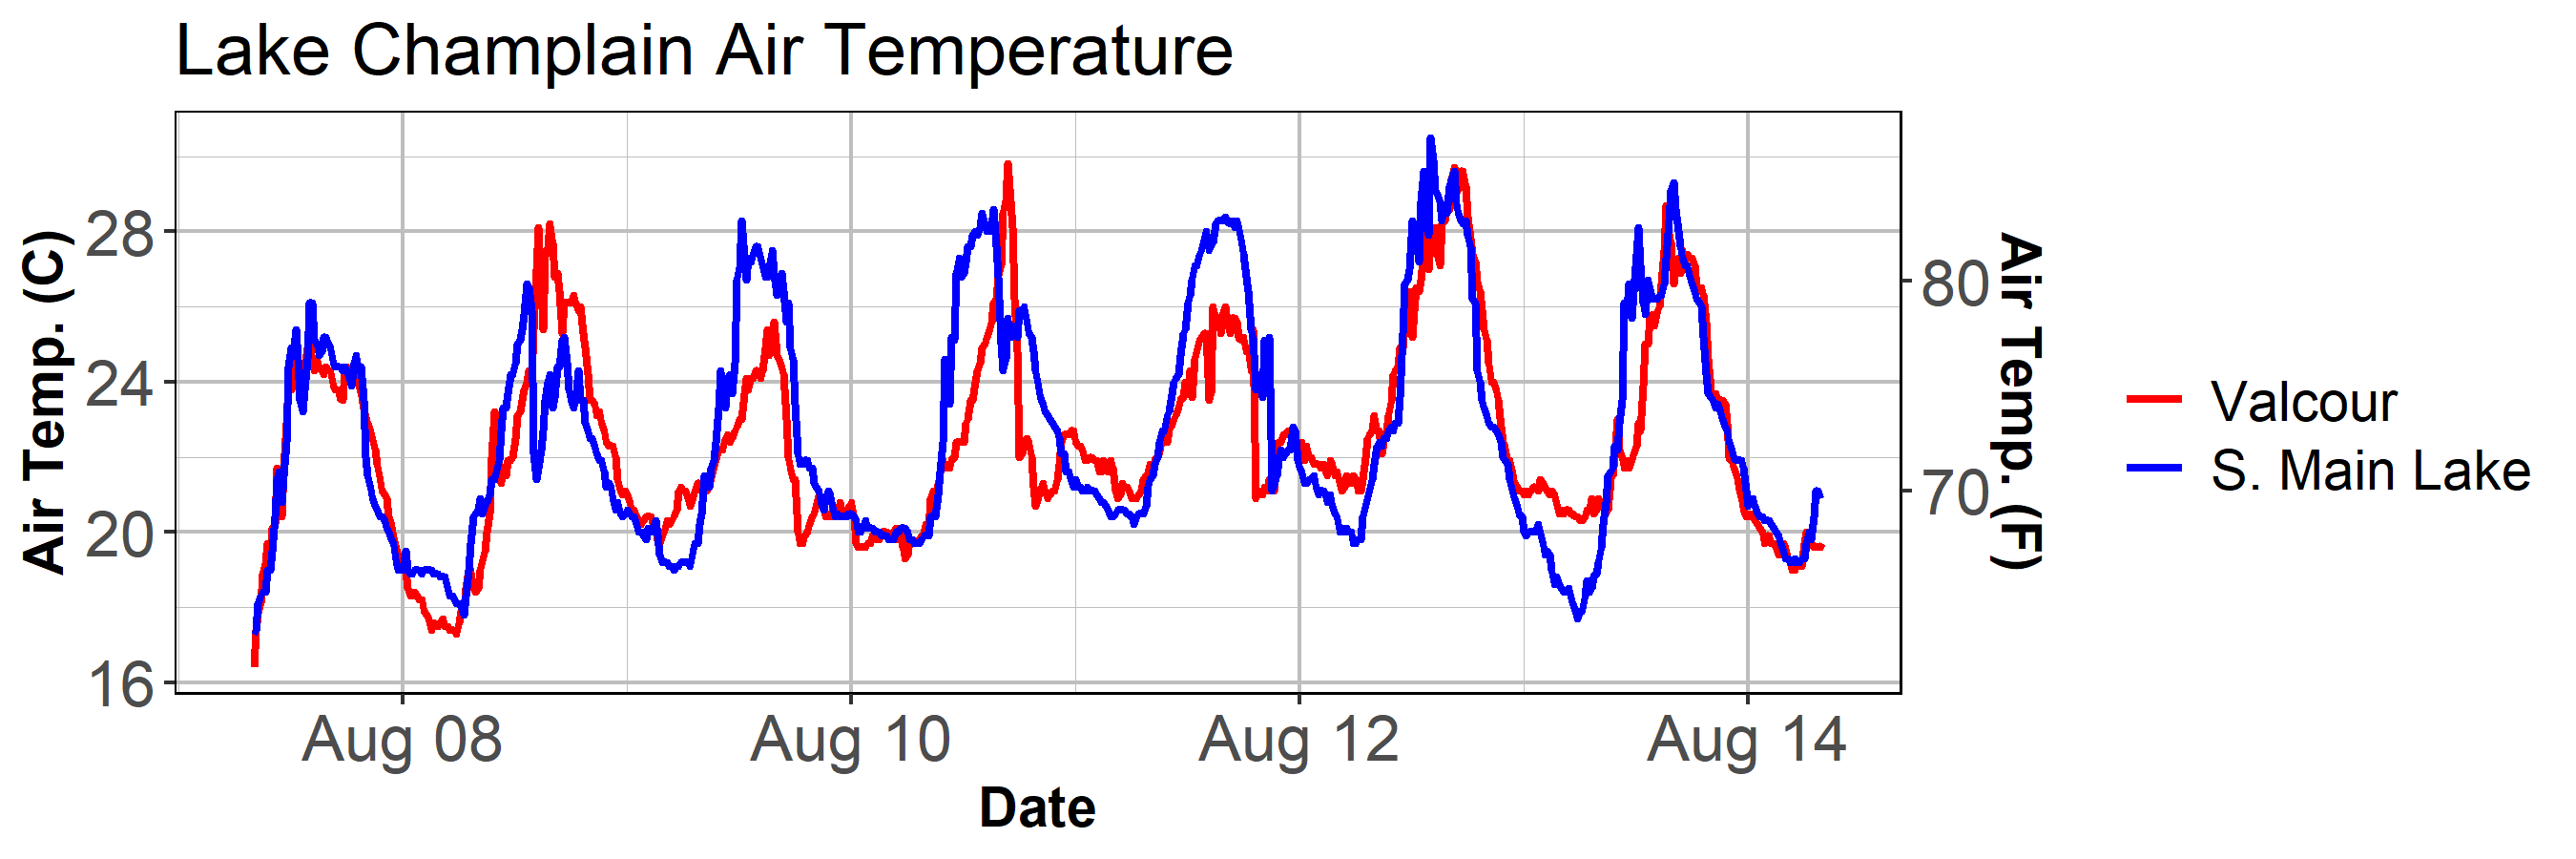 Lake Champlain Air Temperature
Air Temp. (C)
28
24
20
16
Aug 08
Aug 10
Aug 12
Aug 14
Date
80
70
Air Temp. (F)
Valcour
S. Main Lake